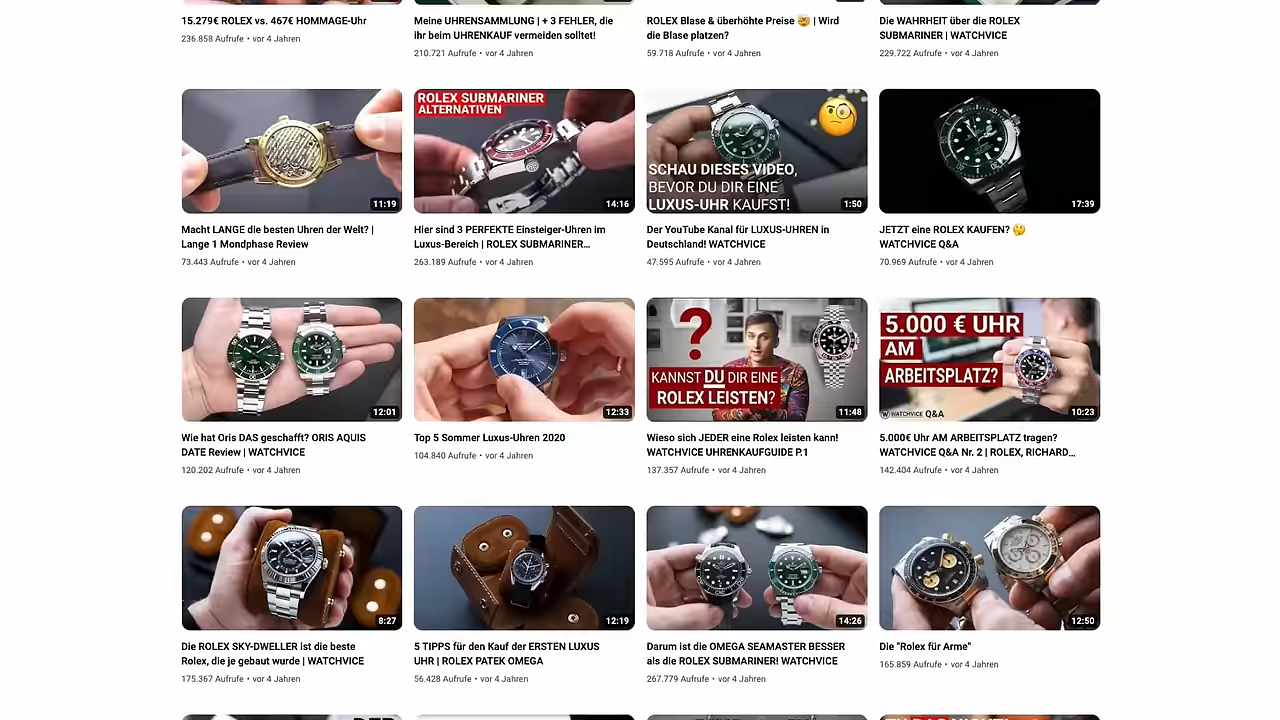 15.279€ ROLEX vs. 467€ HOMMAGE-Uhr
236.858 Aufrufe • vor 4 Jahren
Meine UHRENSAMMLUNG | + 3 FEHLER, die
ihr beim UHRENKAUF vermeiden solltet!
210.721 Aufrufe • vor 4 Jahren
ROLEX Blase & überhöhte Preise 🤯 | Wird
die Blase platzen?
59.718 Aufrufe • vor 4 Jahren
Die WAHRHEIT über die ROLEX
SUBMARINER | WATCHVICE
229.722 Aufrufe • vor 4 Jahren
11:19
Macht LANGE die besten Uhren der Welt? |
Lange 1 Mondphase Review
73.443 Aufrufe • vor 4 Jahren
ROLEX SUBMARINER
ALTERNATIVEN
14:16
Hier sind 3 PERFEKTE Einsteiger-Uhren im
Luxus-Bereich | ROLEX SUBMARINER...
263.189 Aufrufe • vor 4 Jahren
SCHAU DIESES VIDEO,
BEVOR DU DIR EINE
LUXUS-UHR KAUFST!
1:50
Der YouTube Kanal für LUXUS-UHREN in
Deutschland! WATCHVICE
47.595 Aufrufe • vor 4 Jahren
17:39
JETZT eine ROLEX KAUFEN? 🤔
WATCHVICE Q&A
70.969 Aufrufe • vor 4 Jahren
12:01
Wie hat Oris DAS geschafft? ORIS AQUIS
DATE Review | WATCHVICE
120.202 Aufrufe • vor 4 Jahren
12:33
Top 5 Sommer Luxus-Uhren 2020
104.840 Aufrufe • vor 4 Jahren
?
KANNST DU DIR EINE
ROLEX LEISTEN?
11:48
Wieso sich JEDER eine Rolex leisten kann!
WATCHVICE UHRENKAUFGUIDE P.1
137.357 Aufrufe • vor 4 Jahren
5.000 € UHR
AM
ARBEITSPLATZ?
WATCHVICE Q&A
10:23
5.000€ Uhr AM ARBEITSPLATZ tragen?
WATCHVICE Q&A Nr. 2 | ROLEX, RICHARD...
142.404 Aufrufe • vor 4 Jahren
8:27
Die ROLEX SKY-DWELLER ist die beste
Rolex, die je gebaut wurde | WATCHVICE
175.367 Aufrufe • vor 4 Jahren
12:19
5 TIPPS für den Kauf der ERSTEN LUXUS
UHR | ROLEX PATEK OMEGA
56.428 Aufrufe • vor 4 Jahren
14:26
Darum ist die OMEGA SEAMASTER BESSER
als die ROLEX SUBMARINER! WATCHVICE
267.779 Aufrufe • vor 4 Jahren
12:50
Die "Rolex für Arme"
165.859 Aufrufe • vor 4 Jahren